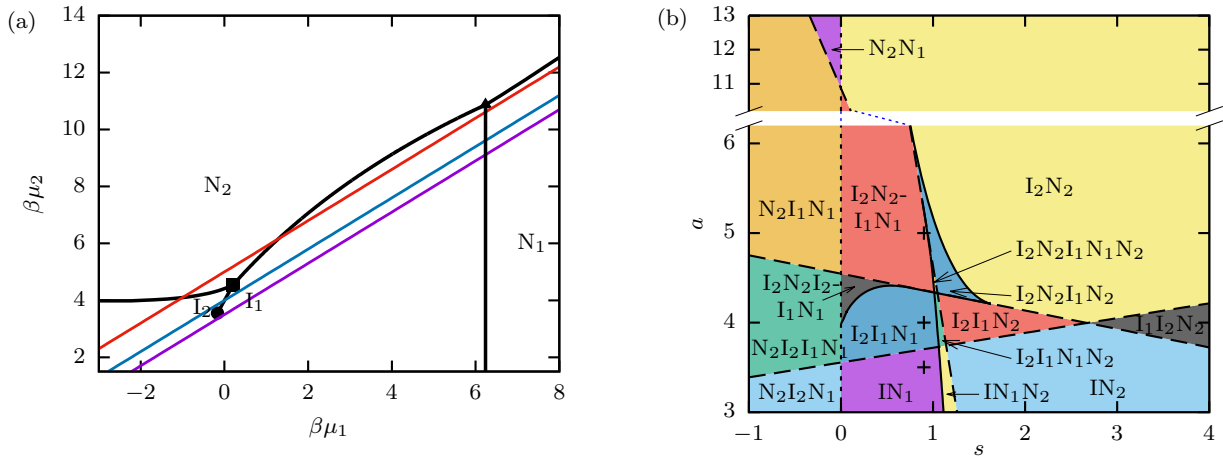 (a)
14
12
10
8
6
4
2
−2
0
2
4
6
8
βμ₂
βμ₁
N₂
N₁
I₂
I₁
(b)
13
12
11
6
5
4
3
−1
0
1
2
3
4
a
s
N₂N₁
I₂N₂-
I₁N₁
I₂N₂
N₂I₁N₁
I₂N₂I₁N₁N₂
I₂N₂I₂-
I₁N₁
I₂N₂I₁N₂
I₂I₁N₂
I₁I₂N₂
I₂I₁N₁
N₂I₂I₁N₁
I₂I₁N₁N₂
N₂I₂N₁
IN₁
IN₁N₂
IN₂